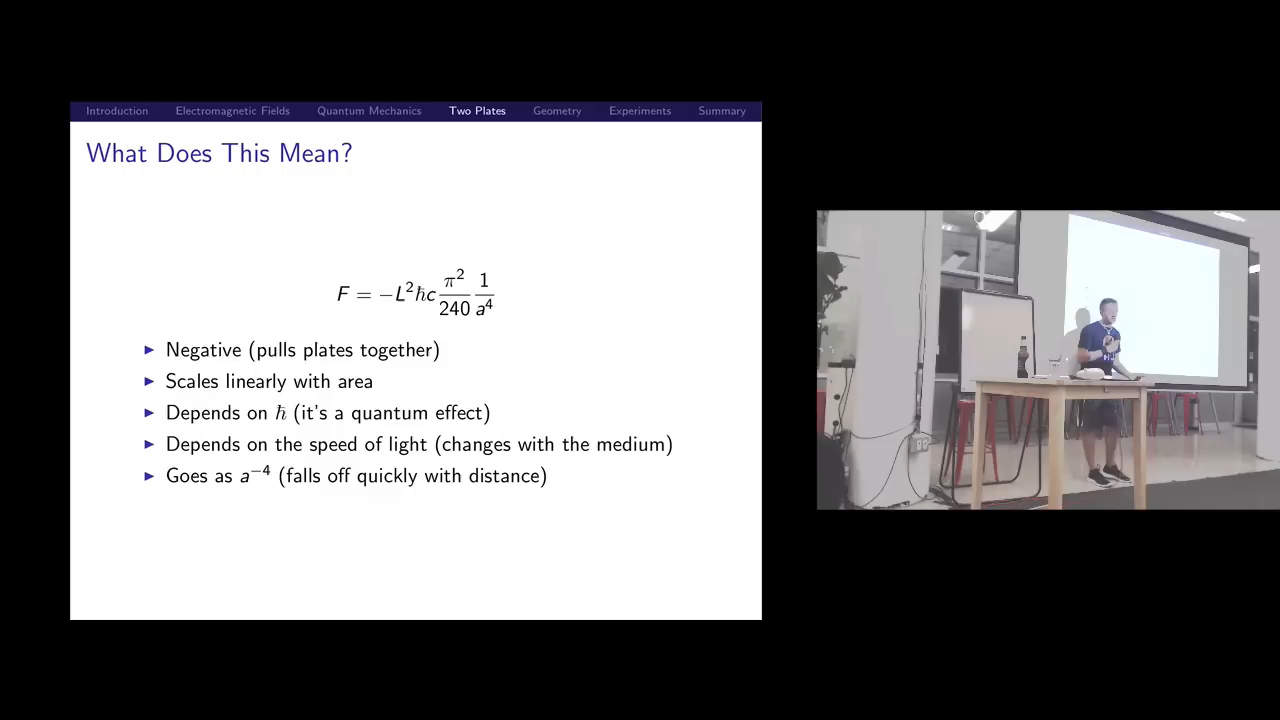 Introduction Electromagnetic Fields Quantum Mechanics Two Plates Geometry Experiments Summary
What Does This Mean?
F = −L²ℏc π²/240 1/a⁴
▶ Negative (pulls plates together)
▶ Scales linearly with area
▶ Depends on ℏ (it's a quantum effect)
▶ Depends on the speed of light (changes with the medium)
▶ Goes as a⁻⁴ (falls off quickly with distance)